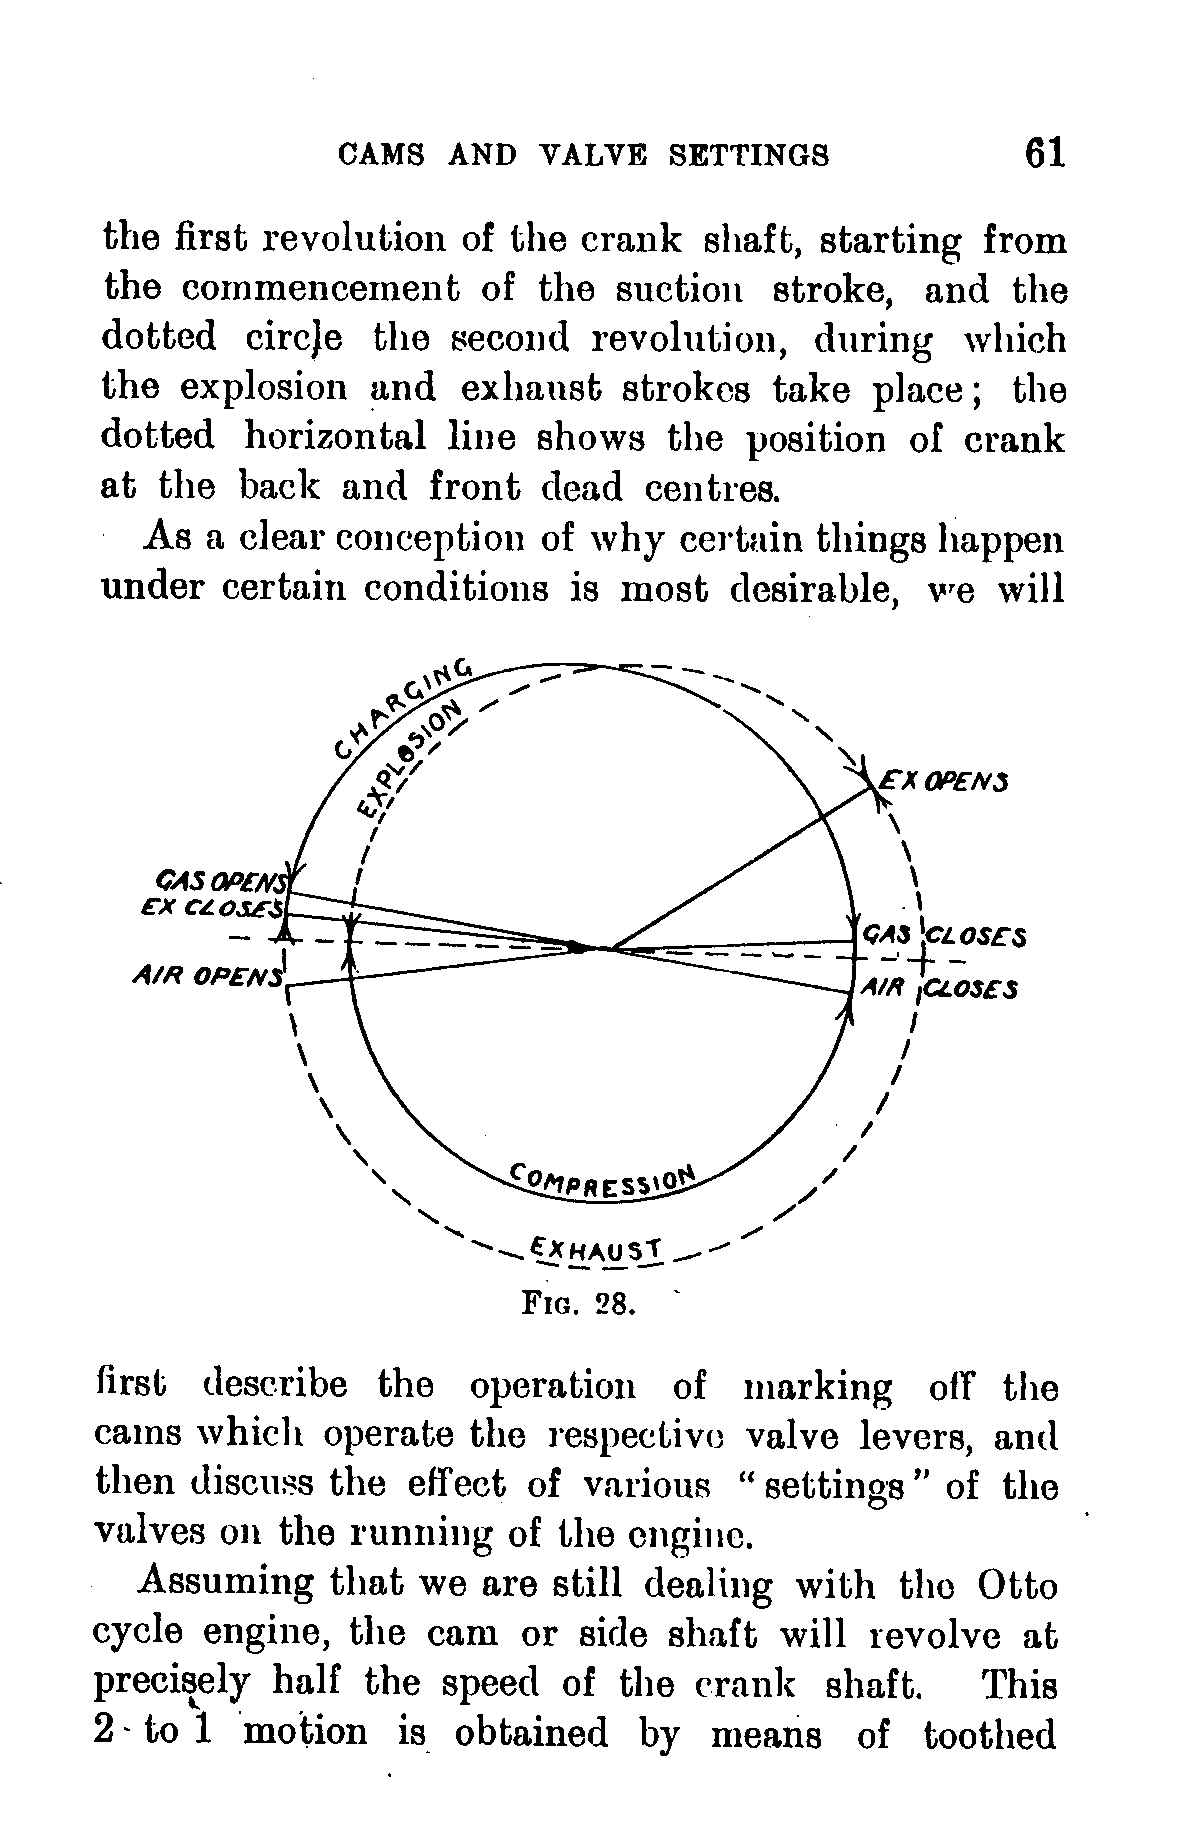 CAMS AND VALVE SETTINGS 61
the first revolution of the crank shaft, starting from
the commencement of the suction stroke, and the
dotted circle the second revolution, during which
the explosion and exhaust strokes take place; the
dotted horizontal line shows the position of crank
at the back and front dead centres.
As a clear conception of why certain things happen
under certain conditions is most desirable, we will
CHARGING
EXPLOSION
EX OPENS
GAS OPENS
EX CLOSES
GAS CLOSES
AIR OPENS
AIR CLOSES
COMPRESSION
EXHAUST
FIG. 28.
first describe the operation of marking off the
cams which operate the respective valve levers, and
then discuss the effect of various "settings" of the
valves on the running of the engine.
Assuming that we are still dealing with the Otto
cycle engine, the cam or side shaft will revolve at
precisely half the speed of the crank shaft. This
2 - to 1 motion is obtained by means of toothed